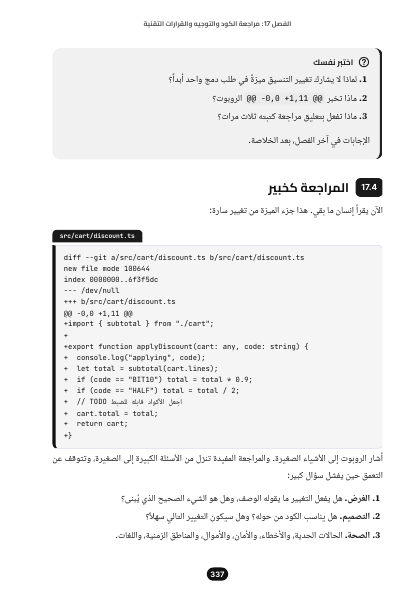 الفصل 17: مراجعة الكود والتوجيه والقرارات التقنية
اختبر نفسك
1. لماذا لا يشارك تغيير التنسيق ميزةً في طلب دمج واحد أبداً؟
2. ماذا تخبر @@ -0,0 +1,11 @@ الروبوت؟
3. ماذا تفعل بتعليق مراجعة كتبته ثلاث مرات؟
الإجابات في آخر الفصل، بعد الخلاصة.
17.4 المراجعة كخبير
الآن يقرأ إنسان ما بقي. هذا جزء الميزة من تغيير سارة:
src/cart/discount.ts
diff --git a/src/cart/discount.ts b/src/cart/discount.ts
new file mode 100644
index 0000000..6f3f5dc
--- /dev/null
+++ b/src/cart/discount.ts
@@ -0,0 +1,11 @@
+import { subtotal } from "./cart";
+
+export function applyDiscount(cart: any, code: string) {
+  console.log("applying", code);
+  let total = subtotal(cart.lines);
+  if (code == "BIT10") total = total * 0.9;
+  if (code == "HALF") total = total / 2;
+  // TODO اجعل الأكواد قابلة للضبط
+  cart.total = total;
+  return cart;
+}
أشار الروبوت إلى الأشياء الصغيرة. والمراجعة المفيدة تنزل من الأسئلة الكبيرة إلى الصغيرة، وتتوقف عن
التعمق حين يفشل سؤال كبير:
1. الغرض. هل يفعل التغيير ما يقوله الوصف، وهل هو الشيء الصحيح الذي يُبنى؟
2. التصميم. هل يناسب الكود من حوله؟ وهل سيكون التغيير التالي سهلاً؟
3. الصحة. الحالات الحدية، والأخطاء، والأمان، والأموال، والمناطق الزمنية، واللغات.
337